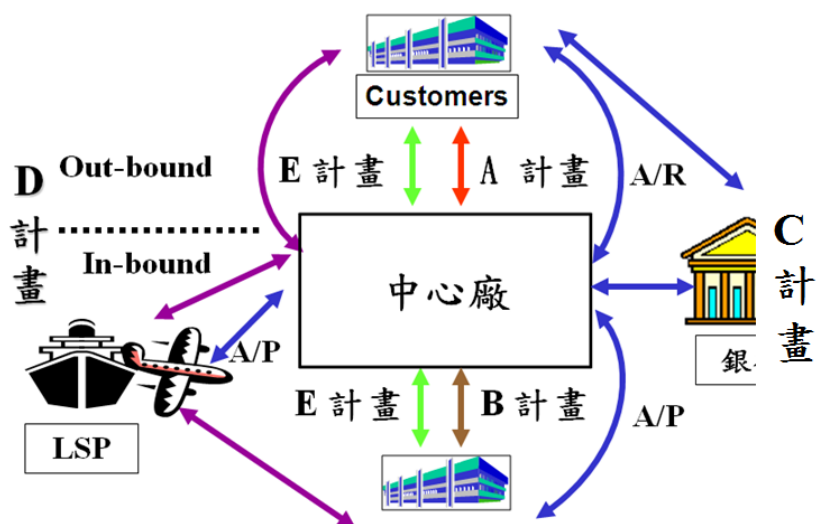 Customers
D
計
畫
Out-bound
In-bound
E 計畫
A 計畫
A/R
C
計
畫
中心廠
銀
A/P
E 計畫
B 計畫
A/P
LSP